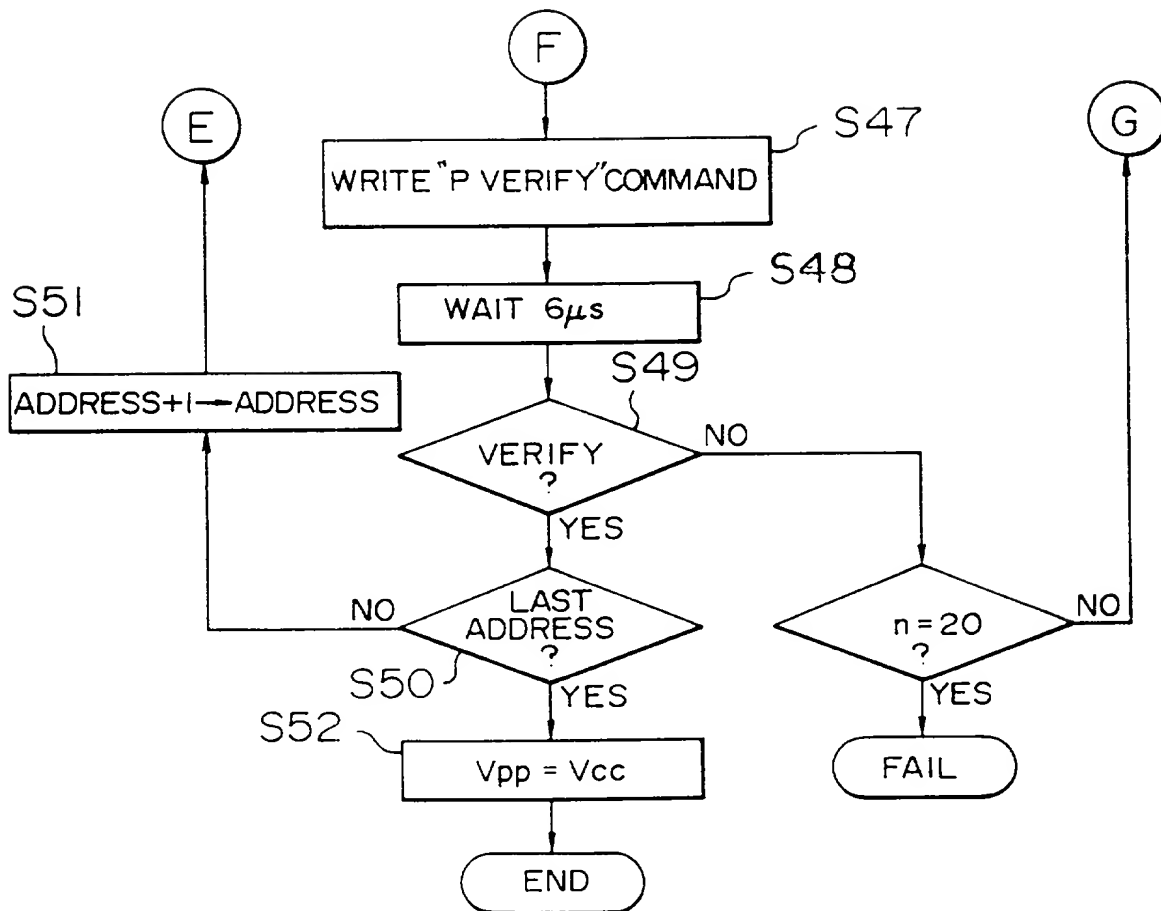 F
E
G
S47
WRITE "P VERIFY" COMMAND
S48
WAIT 6μs
S51
ADDRESS+1→ADDRESS
S49
VERIFY
?
NO
YES
LAST
ADDRESS
?
NO
S50
YES
n=20
?
NO
YES
S52
Vpp = Vcc
FAIL
END